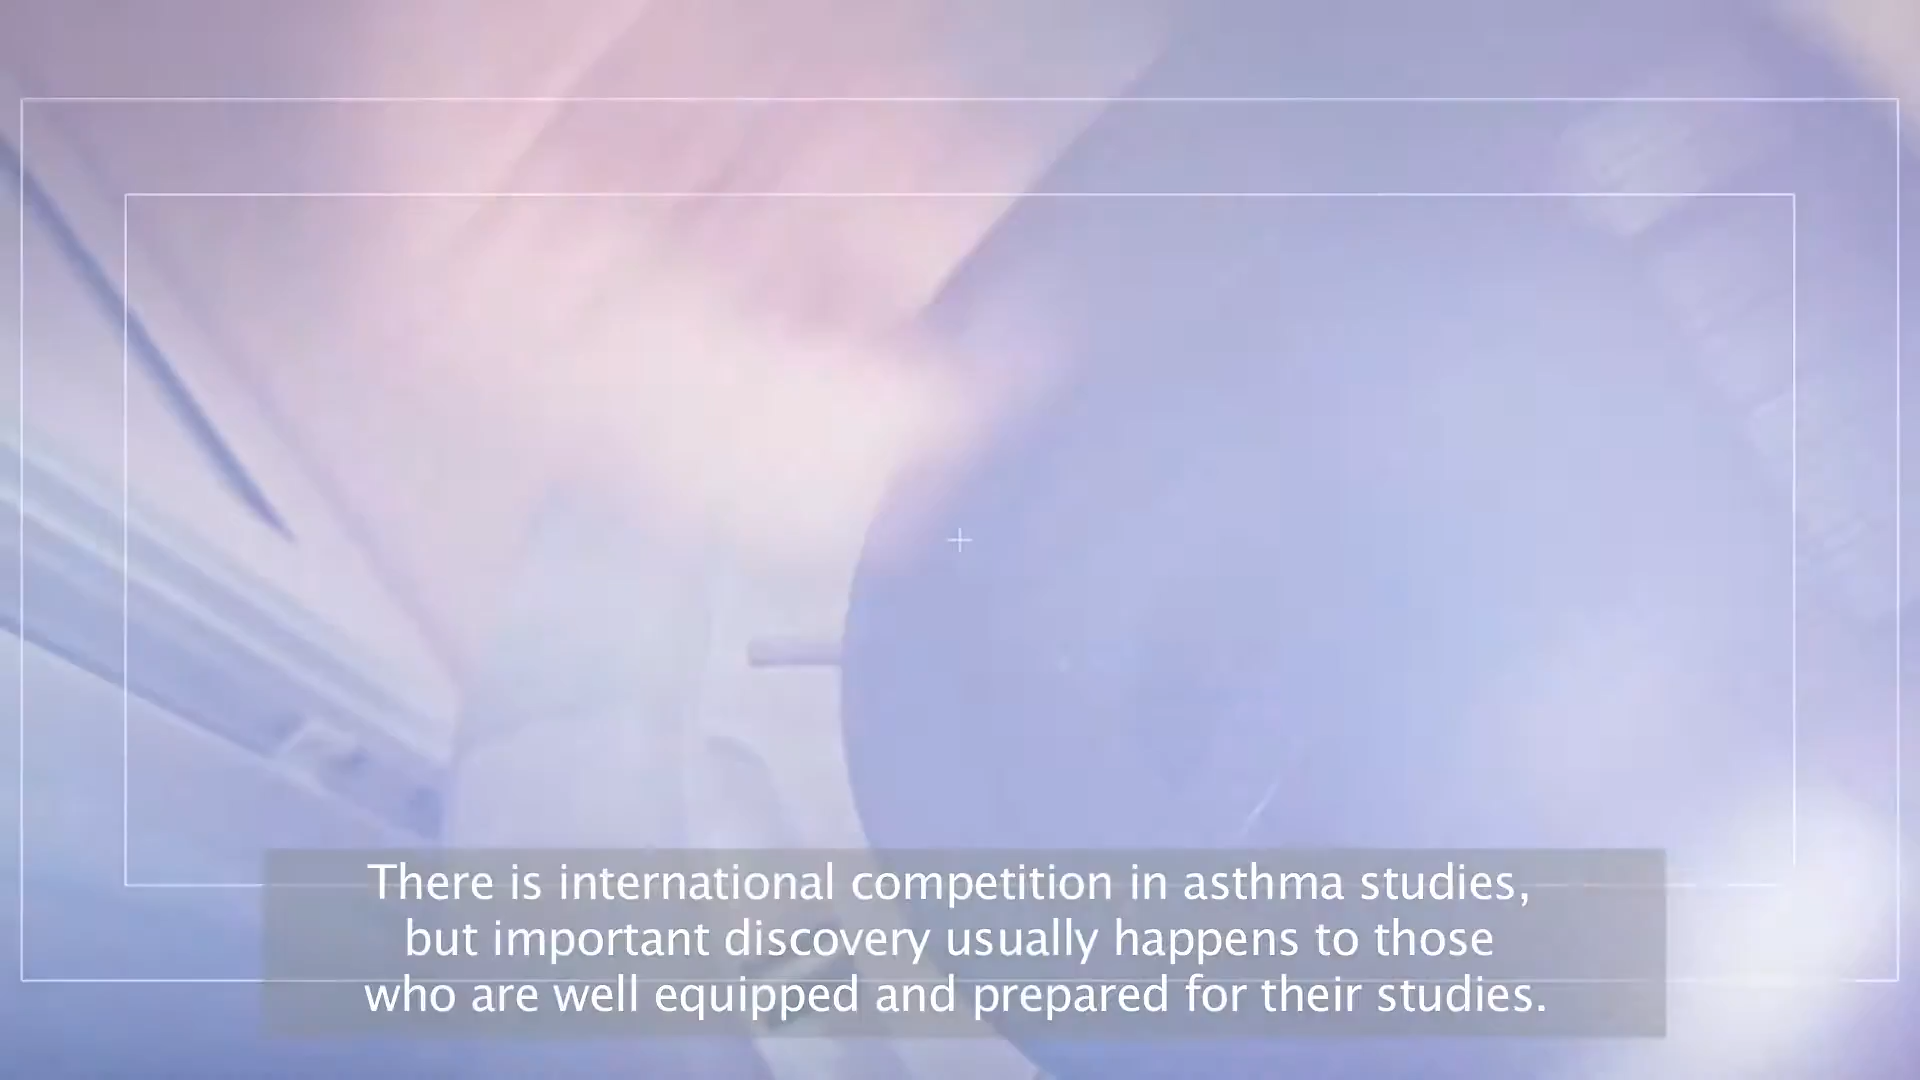 There is international competition in asthma studies,
but important discovery usually happens to those
who are well equipped and prepared for their studies.